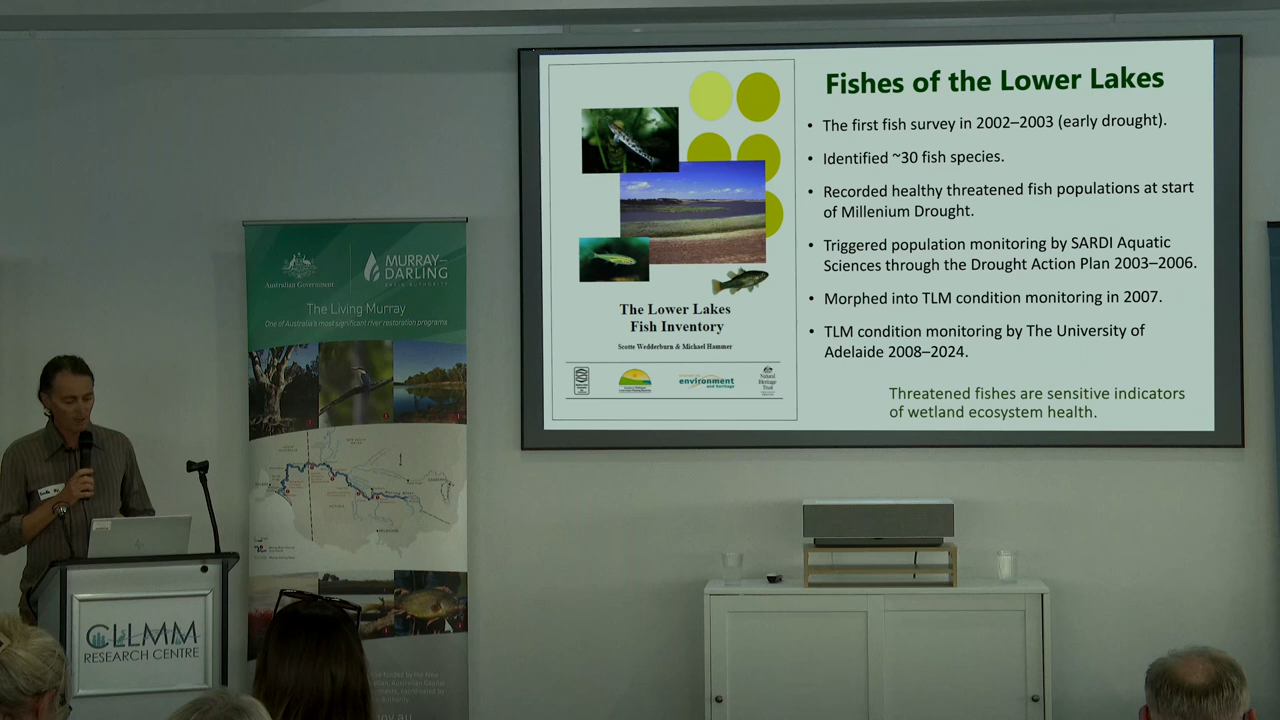 Fishes of the Lower Lakes
• The first fish survey in 2002–2003 (early drought).
• Identified ~30 fish species.
• Recorded healthy threatened fish populations at start
of Millenium Drought.
• Triggered population monitoring by SARDI Aquatic
Sciences through the Drought Action Plan 2003–2006.
• Morphed into TLM condition monitoring in 2007.
• TLM condition monitoring by The University of
Adelaide 2008–2024.
Threatened fishes are sensitive indicators
of wetland ecosystem health.
The Lower Lakes
Fish Inventory
Scotte Wedderburn & Michael Hammer
environment
and heritage
Natural
Heritage
Trust
Australian Government
MURRAY–
DARLING
BASIN AUTHORITY
The Living Murray
One of Australia's most significant river restoration programs
CLLMM
RESEARCH CENTRE